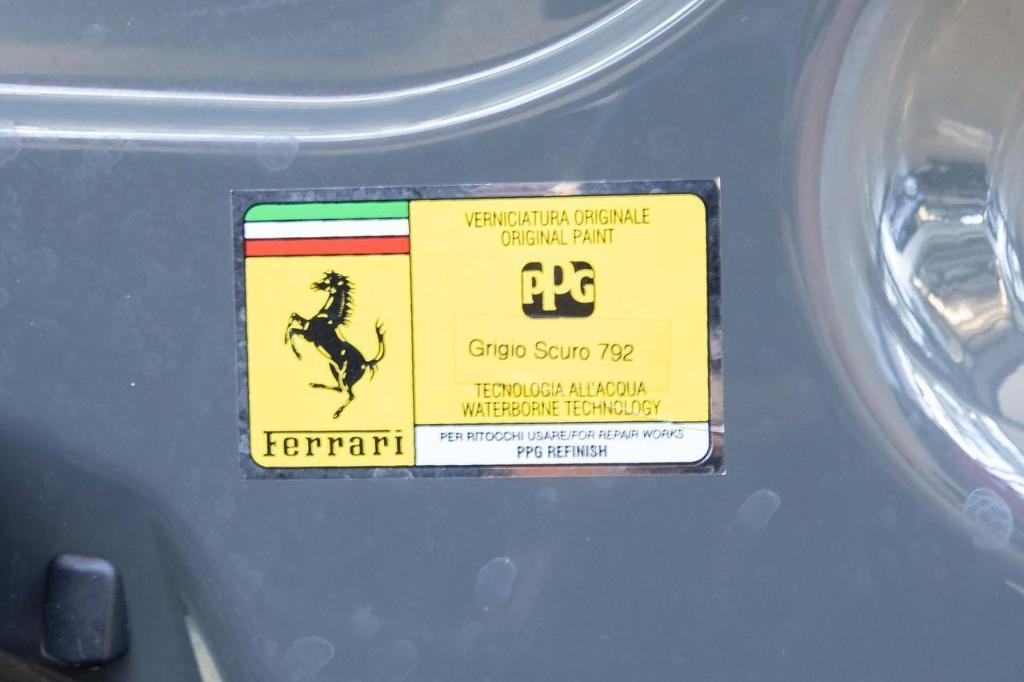 VERNICIATURA ORIGINALE
ORIGINAL PAINT
PPG
Grigio Scuro 792
TECNOLOGIA ALL'ACQUA
WATERBORNE TECHNOLOGY
PER RITOCCHI USARE/FOR REPAIR WORKS
PPG REFINISH
Ferrari